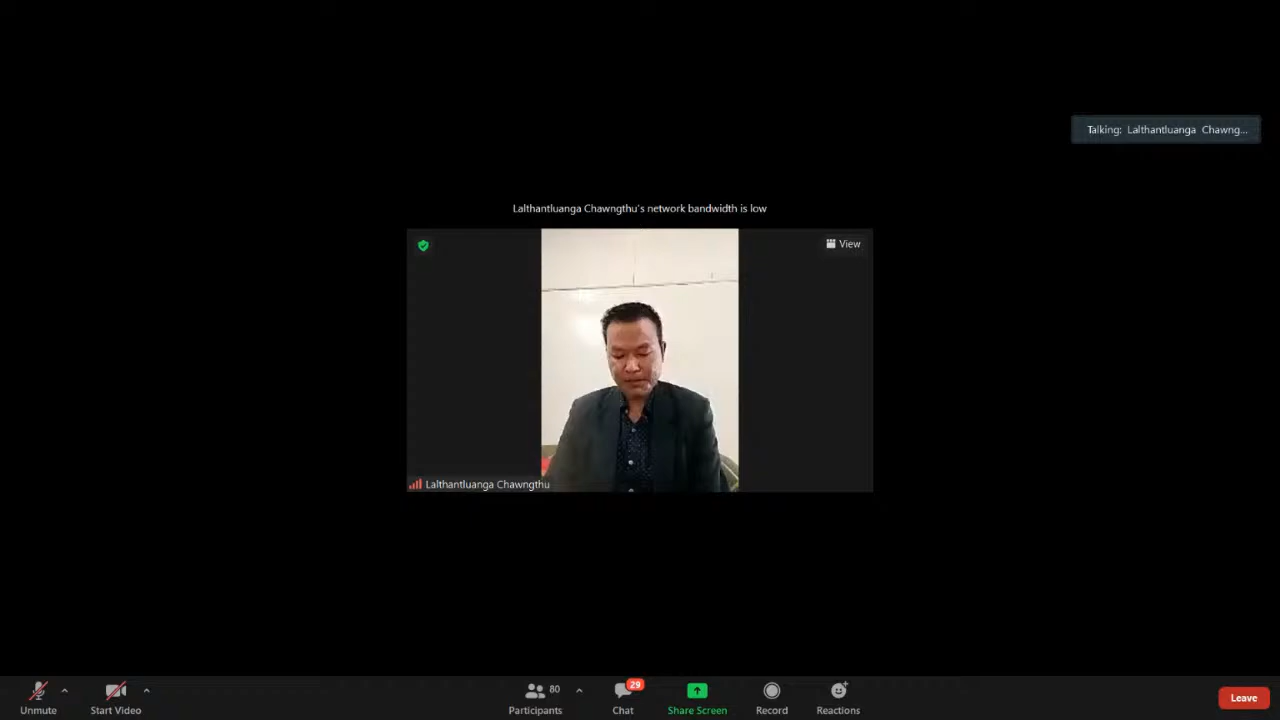 Talking: Lalthantluanga Chawng...
Lalthantluanga Chawngthu's network bandwidth is low
View
Lalthantluanga Chawngthu
80
29
Unmute
Start Video
Participants
Chat
Share Screen
Record
Reactions
Leave